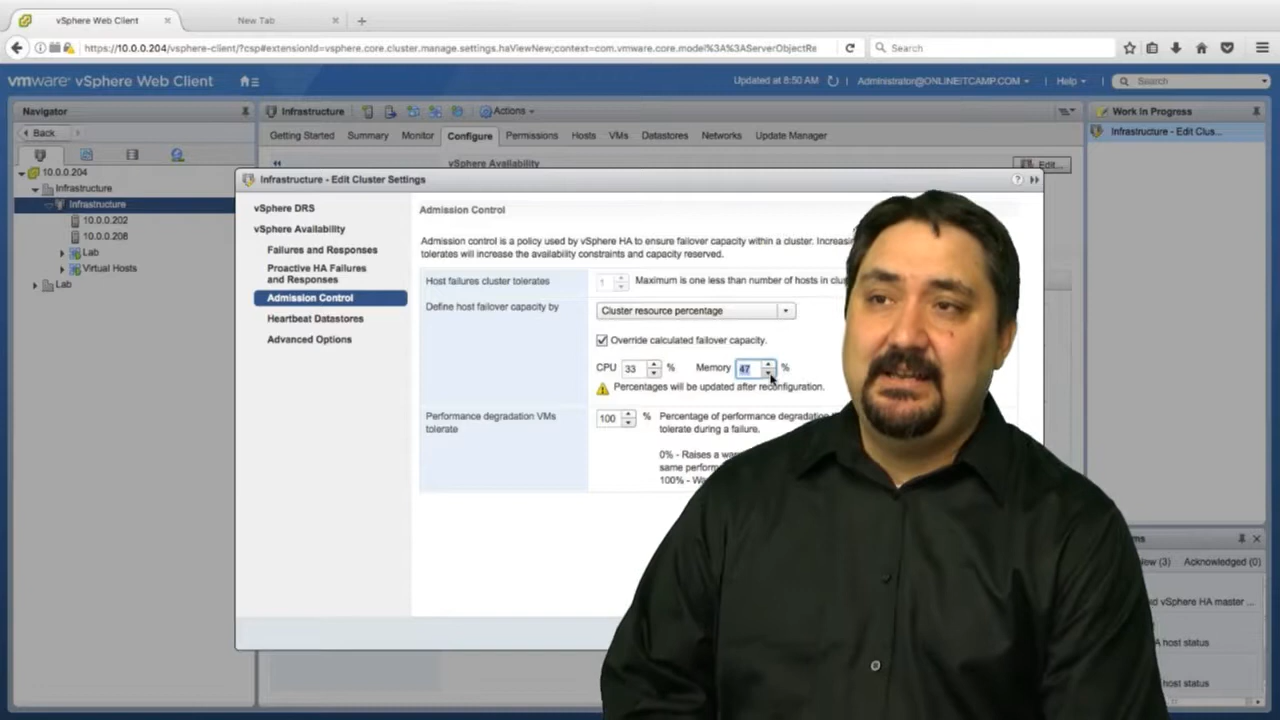 vSphere Web Client
New Tab
https://10.0.0.204/vsphere-client/?csp#extensionId=vsphere.core.cluster.manage.settings.haViewNew;context=com.vmware.core.model%3A%3AServerObjectRe
Search
vmware® vSphere Web Client
Updated at 8:50 AM
Administrator@ONLINEITCAMP.COM
Help
Search
Navigator
Infrastructure
Actions
Work In Progress
Back
Getting Started Summary Monitor Configure Permissions Hosts VMs Datastores Networks Update Manager
Infrastructure - Edit Clus...
vSphere Availability
Edit...
10.0.0.204
Infrastructure
Infrastructure
10.0.0.202
10.0.0.206
Lab
Virtual Hosts
Lab
Infrastructure - Edit Cluster Settings
vSphere DRS
vSphere Availability
Failures and Responses
Proactive HA Failures
and Responses
Admission Control
Heartbeat Datastores
Advanced Options
Admission Control
Admission control is a policy used by vSphere HA to ensure failover capacity within a cluster.
tolerates will increase the availability constraints and capacity reserved.
Host failures cluster tolerates
1 Maximum is one less than number of hosts in
Define host failover capacity by
Cluster resource percentage
Override calculated failover capacity.
CPU 33 % Memory 47 %
Percentages will be updated after reconfiguration.
Performance degradation VMs
tolerate
100 % Percentage of performance degradation
tolerate during a failure.
0% - Raises a
same
100% -
(3) Acknowledged (0)
vSphere HA master ...
host status
host status